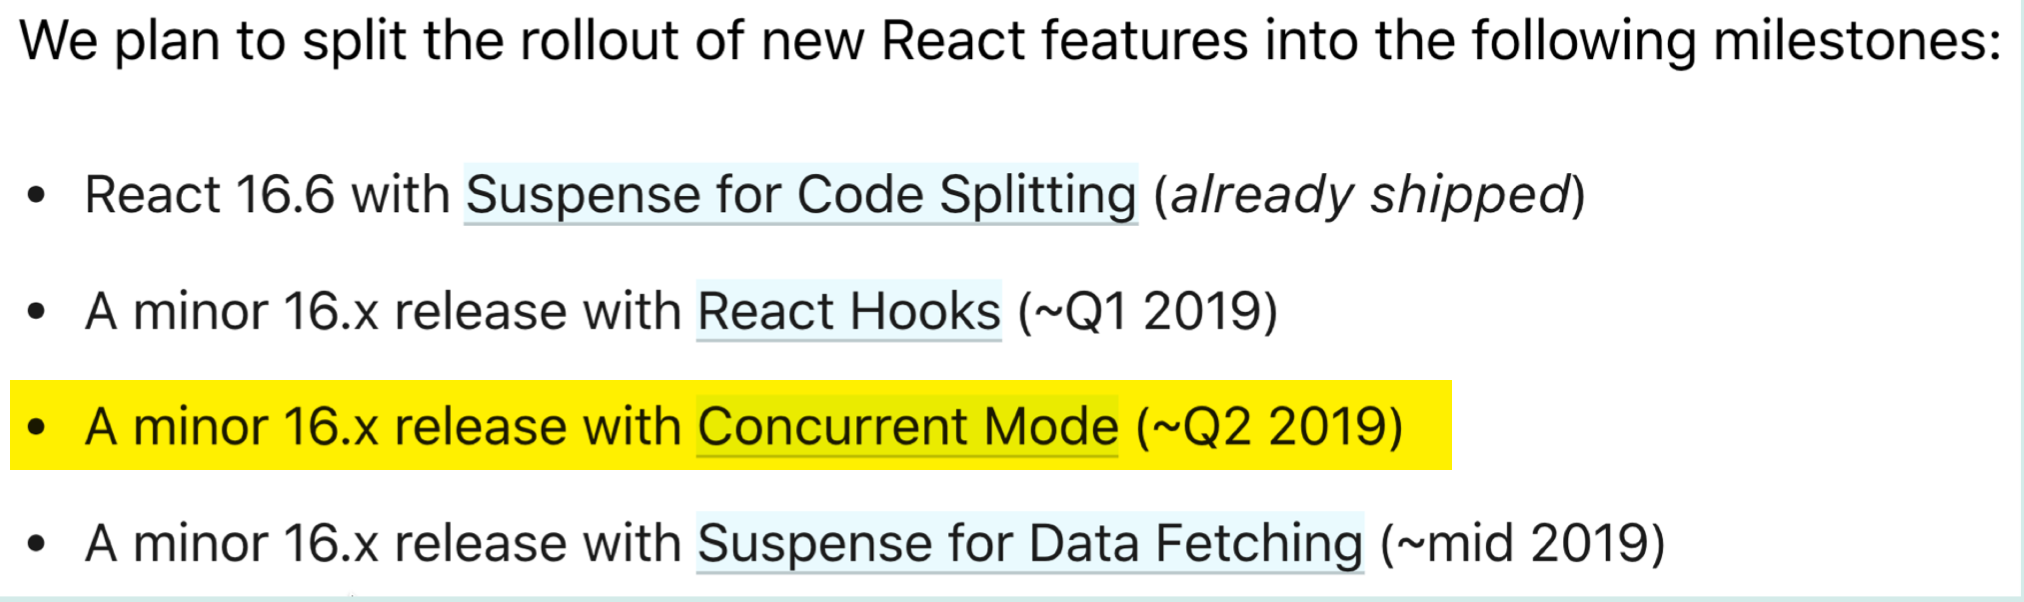 We plan to split the rollout of new React features into the following milestones:
• React 16.6 with Suspense for Code Splitting (already shipped)
• A minor 16.x release with React Hooks (~Q1 2019)
• A minor 16.x release with Concurrent Mode (~Q2 2019)
• A minor 16.x release with Suspense for Data Fetching (~mid 2019)